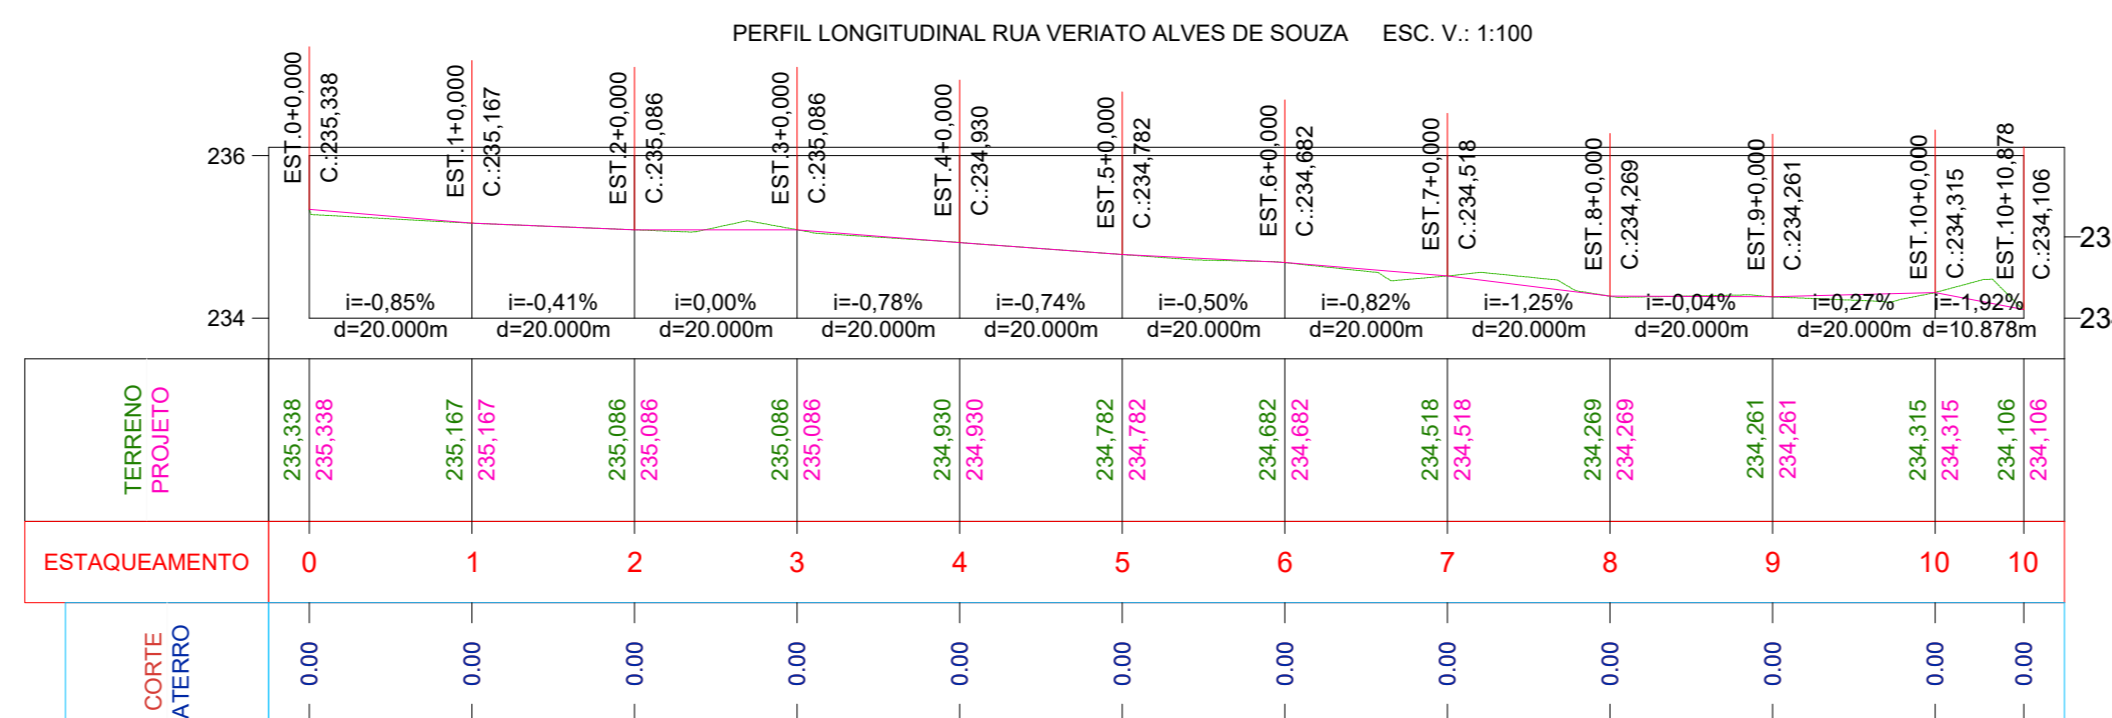 PERFIL LONGITUDINAL RUA VERIATO ALVES DE SOUZA ESC. V.: 1:100
EST.0+0,000
C.:235,338
EST.1+0,000
C.:235,167
EST.2+0,000
C.:235,086
EST.3+0,000
C.:235,086
EST.4+0,000
C.:234,930
EST.5+0,000
C.:234,782
EST.6+0,000
C.:234,682
EST.7+0,000
C.:234,518
EST.8+0,000
C.:234,269
EST.9+0,000
C.:234,261
EST.10+0,000
C.:234,315
EST.10+10,878
C.:234,106
236
23
234
23
i=-0,85%
d=20.000m
i=-0,41%
d=20.000m
i=0,00%
d=20.000m
i=-0,78%
d=20.000m
i=-0,74%
d=20.000m
i=-0,50%
d=20.000m
i=-0,82%
d=20.000m
i=-1,25%
d=20.000m
i=-0,04%
d=20.000m
i=0,27%
d=20.000m
i=-1,92%
d=10.878m
TERRENO
PROJETO
235,338
235,338
235,167
235,167
235,086
235,086
235,086
235,086
234,930
234,930
234,782
234,782
234,682
234,682
234,518
234,518
234,269
234,269
234,261
234,261
234,315
234,315
234,106
234,106
ESTAQUEAMENTO 0 1 2 3 4 5 6 7 8 9 10 10
CORTE
ATERRO
0.00
0.00
0.00
0.00
0.00
0.00
0.00
0.00
0.00
0.00
0.00
0.00